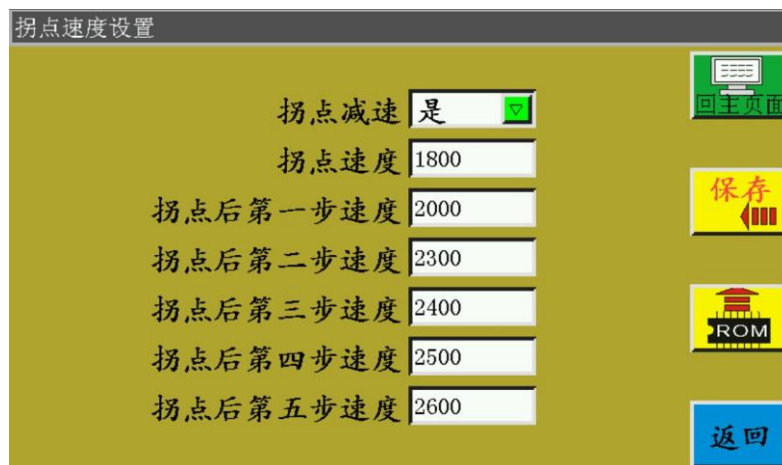 拐点速度设置
回主页面
拐点减速 是
拐点速度 1800
保存
拐点后第一步速度 2000
拐点后第二步速度 2300
拐点后第三步速度 2400
ROM
拐点后第四步速度 2500
拐点后第五步速度 2600
返回